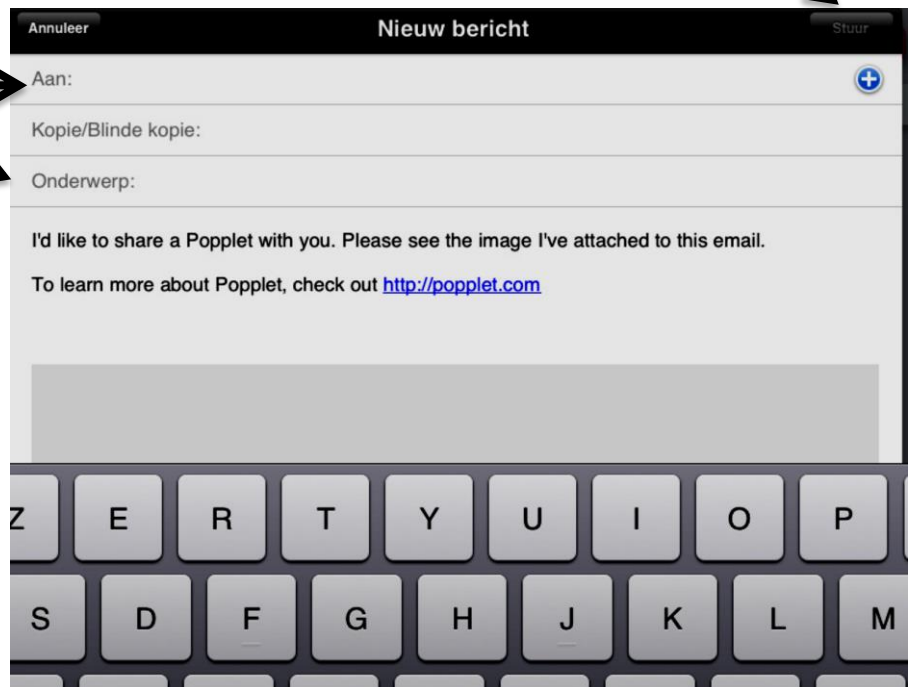 Annuleer Nieuw bericht Stuur
Aan:
Kopie/Blinde kopie:
Onderwerp:
I'd like to share a Popplet with you. Please see the image I've attached to this email.
To learn more about Popplet, check out http://popplet.com
Z E R T Y U I O P
S D F G H J K L M